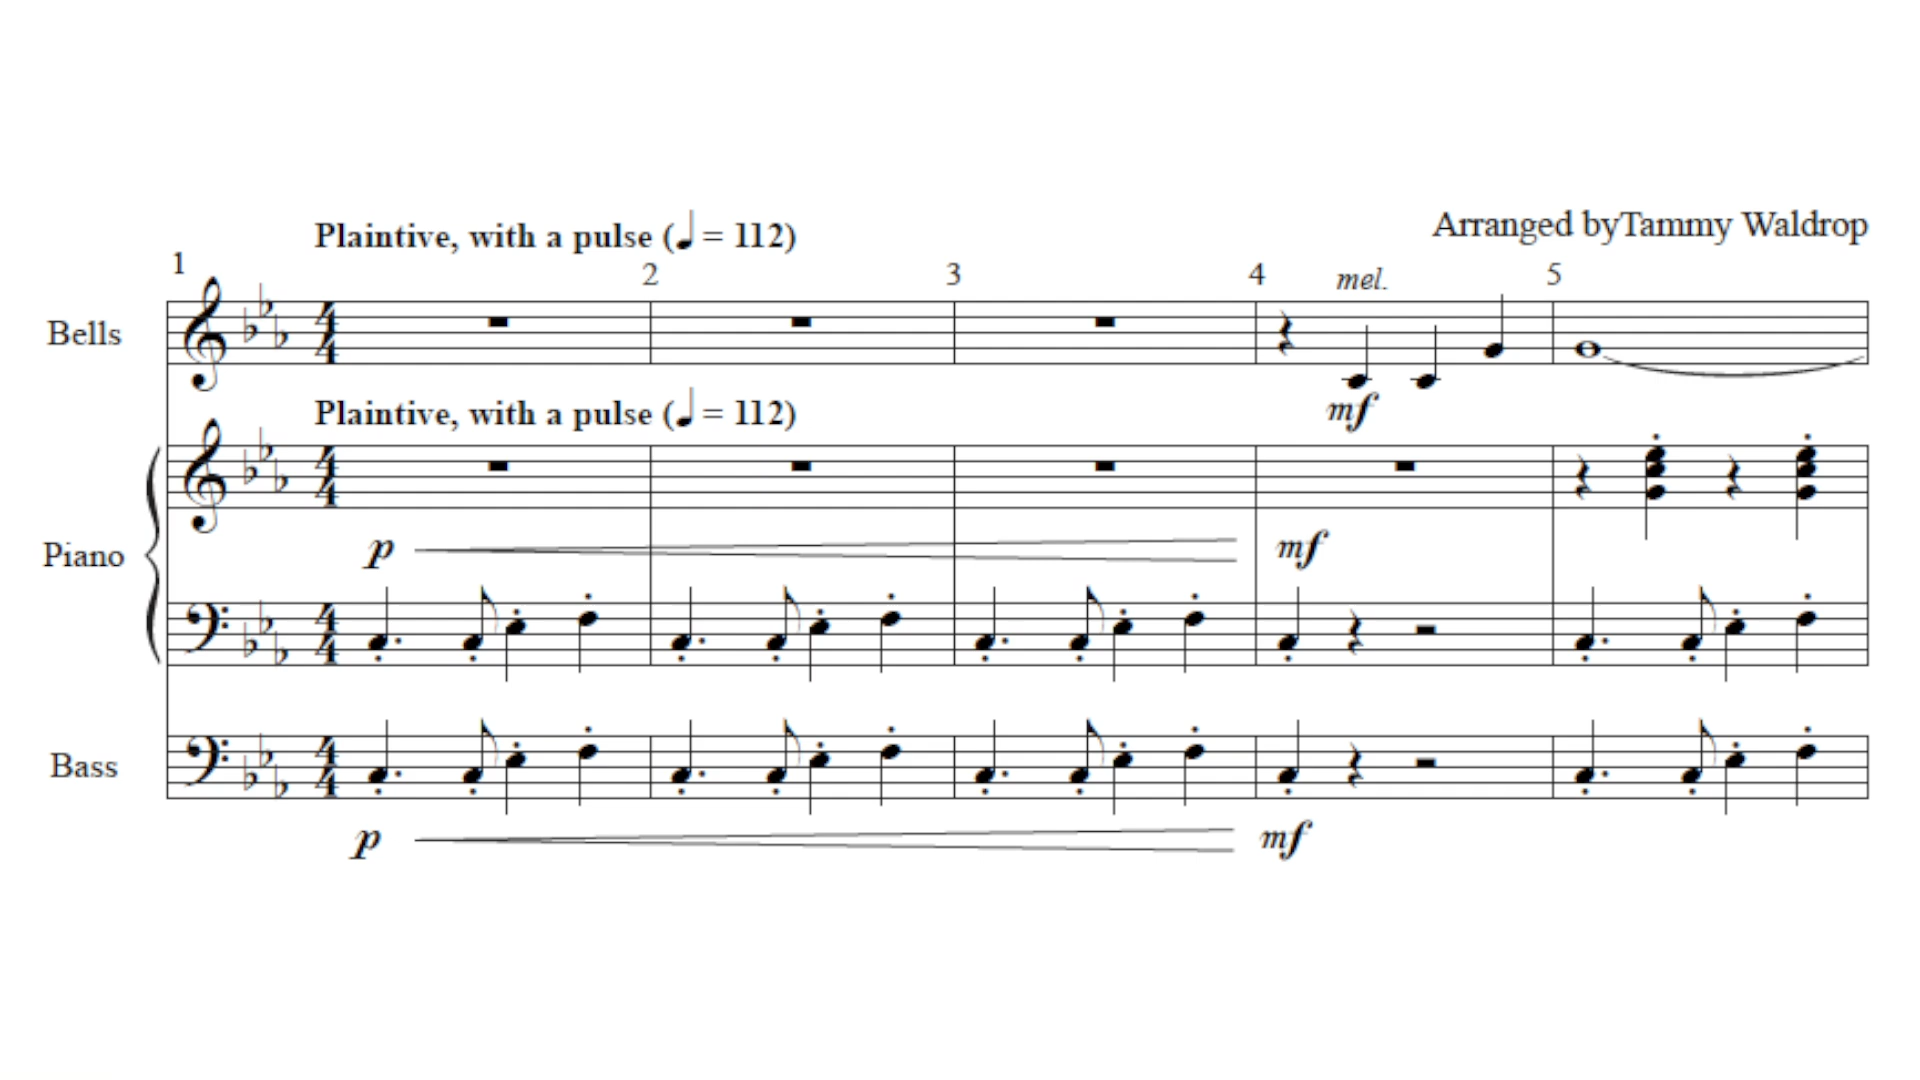 Plaintive, with a pulse (♩ = 112)
Arranged byTammy Waldrop
1 2 3 4 mel. 5
Bells
mf
Plaintive, with a pulse (♩ = 112)
p mf
Piano
Bass
p mf